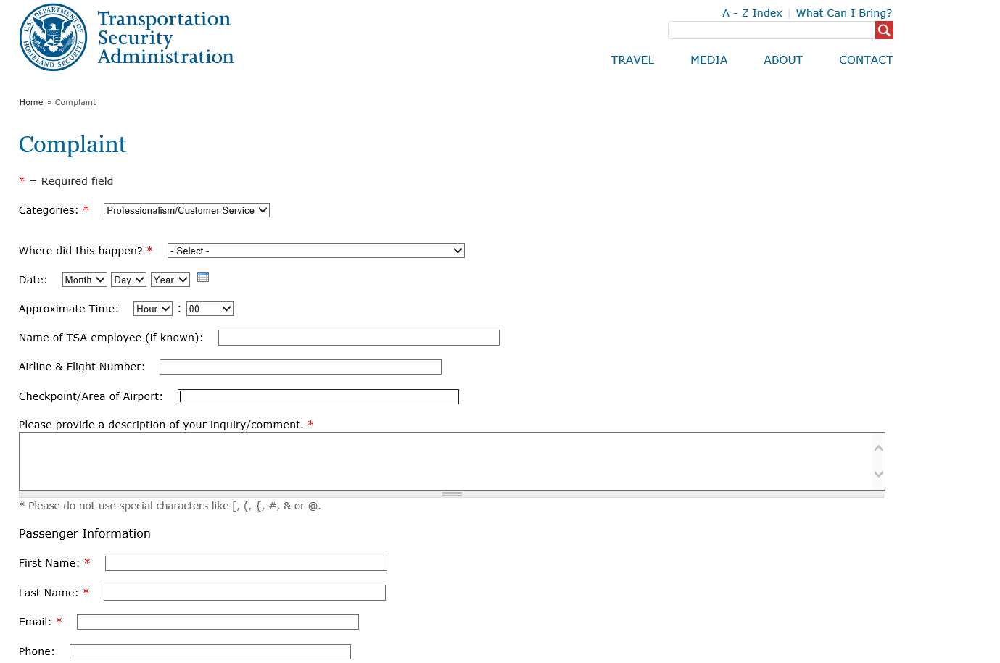 U.S. DEPARTMENT OF HOMELAND SECURITY
Transportation
Security
Administration
A - Z Index | What Can I Bring?
TRAVEL MEDIA ABOUT CONTACT
Home » Complaint
Complaint
* = Required field
Categories: * Professionalism/Customer Service
Where did this happen? * - Select -
Date: Month Day Year
Approximate Time: Hour : 00
Name of TSA employee (if known):
Airline & Flight Number:
Checkpoint/Area of Airport:
Please provide a description of your inquiry/comment. *
* Please do not use special characters like [, (, {, #, & or @.
Passenger Information
First Name: *
Last Name: *
Email: *
Phone: